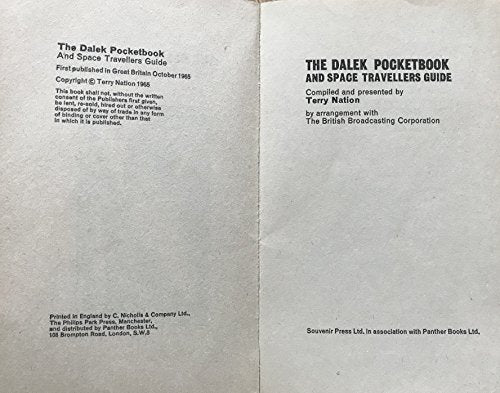 The Dalek Pocketbook
And Space Travellers Guide
First published in Great Britain October 1965
Copyright © Terry Nation 1965
This book shall not, without the written
consent of the Publishers first given,
be lent, re-sold, hired out or otherwise
disposed of by way of trade in any form
of binding or cover other than that
in which it is published.
Printed in England by C. Nicholls & Company Ltd.,
The Philips Park Press, Manchester,
and distributed by Panther Books Ltd.,
108 Brompton Road, London, S.W,3
THE DALEK POCKETBOOK
AND SPACE TRAVELLERS GUIDE
Compiled and presented by
Terry Nation
by arrangement with
The British Broadcasting Corporation
Souvenir Press Ltd. in association with Panther Books Ltd,